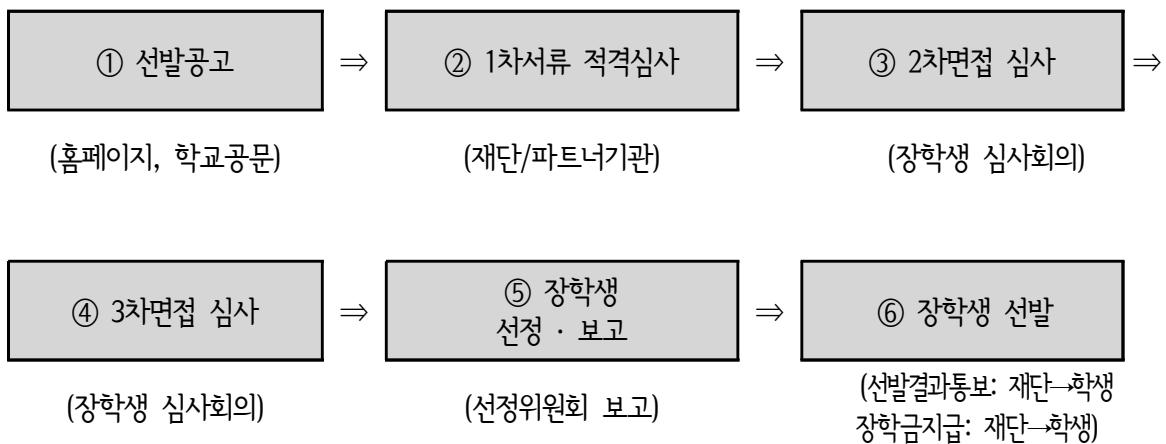 ① 선발공고 ⇒ ② 1차서류 적격심사 ⇒ ③ 2차면접 심사 ⇒
(홈페이지, 학교공문) (재단/파트너기관) (장학생 심사회의)
④ 3차면접 심사 ⇒ ⑤ 장학생 선정 · 보고 ⇒ ⑥ 장학생 선발
(장학생 심사회의) (선정위원회 보고) (선발결과통보: 재단→학생
장학금지급: 재단→학생)